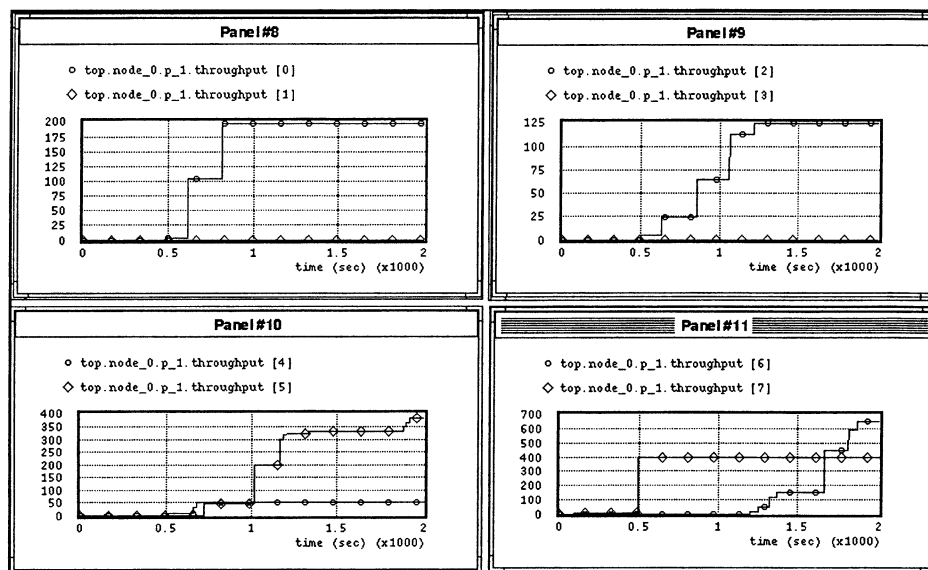 Panel#8
top.node_0.p_1.throughput [0]
top.node_0.p_1.throughput [1]
200
175
150
125
100
75
50
25
0
0 0.5 1 1.5 2
time (sec) (x1000)
Panel#9
top.node_0.p_1.throughput [2]
top.node_0.p_1.throughput [3]
125
100
75
50
25
0
0 0.5 1 1.5 2
time (sec) (x1000)
Panel#10
top.node_0.p_1.throughput [4]
top.node_0.p_1.throughput [5]
400
350
300
250
200
150
100
50
0
0 0.5 1 1.5 2
time (sec) (x1000)
Panel#11
top.node_0.p_1.throughput [6]
top.node_0.p_1.throughput [7]
700
600
500
400
300
200
100
0
0 0.5 1 1.5 2
time (sec) (x1000)